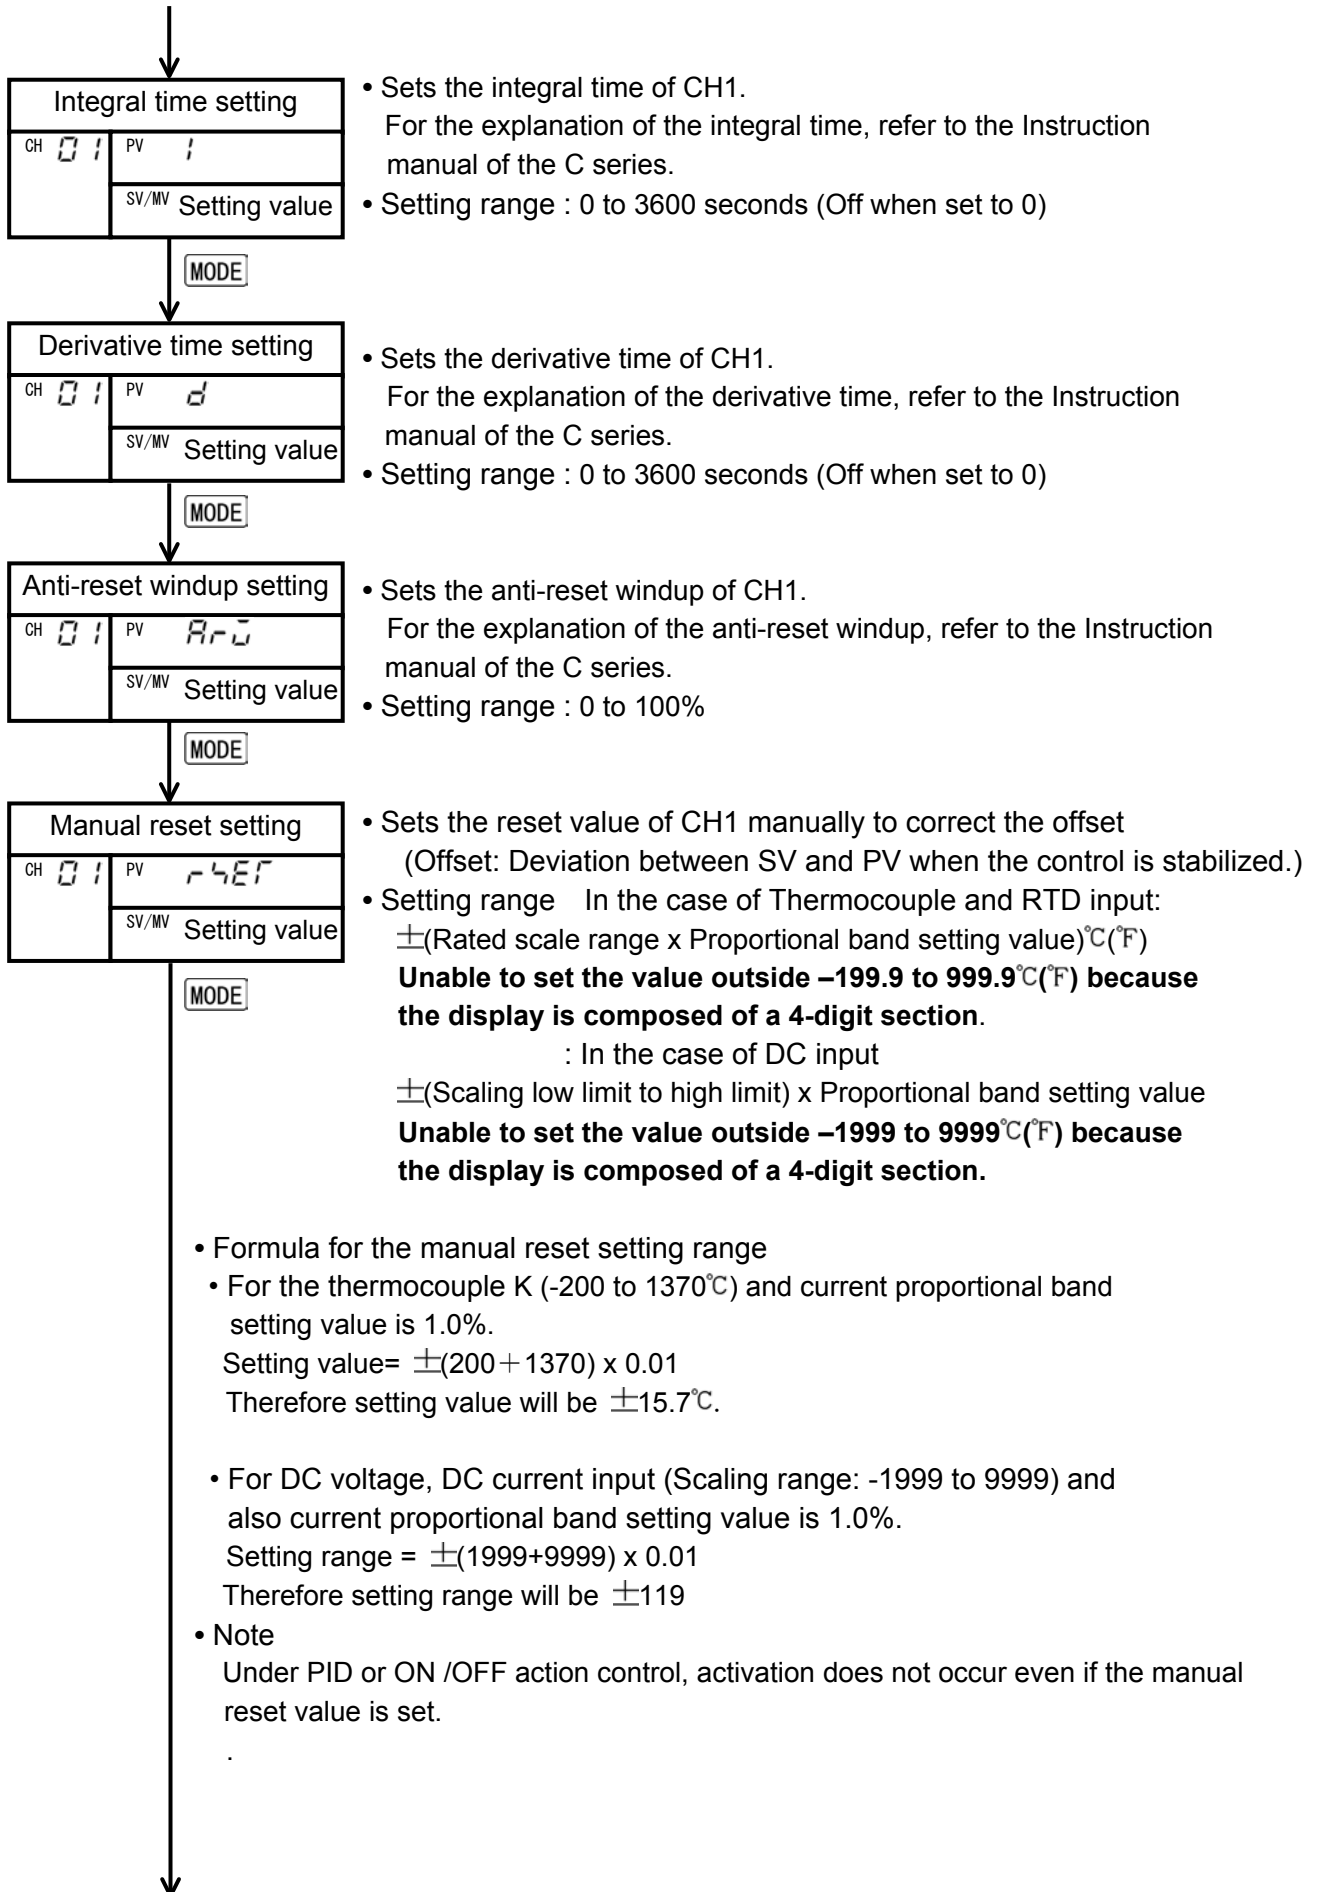 Integral time setting
CH 01 PV I
SV/MV Setting value
• Sets the integral time of CH1.
For the explanation of the integral time, refer to the Instruction
manual of the C series.
• Setting range : 0 to 3600 seconds (Off when set to 0)
MODE
Derivative time setting
CH 01 PV d
SV/MV Setting value
• Sets the derivative time of CH1.
For the explanation of the derivative time, refer to the Instruction
manual of the C series.
• Setting range : 0 to 3600 seconds (Off when set to 0)
MODE
Anti-reset windup setting
CH 01 PV Arw
SV/MV Setting value
• Sets the anti-reset windup of CH1.
For the explanation of the anti-reset windup, refer to the Instruction
manual of the C series.
• Setting range : 0 to 100%
MODE
Manual reset setting
CH 01 PV rSET
SV/MV Setting value
• Sets the reset value of CH1 manually to correct the offset
(Offset: Deviation between SV and PV when the control is stabilized.)
• Setting range In the case of Thermocouple and RTD input:
±(Rated scale range x Proportional band setting value)℃(℉)
Unable to set the value outside –199.9 to 999.9℃(℉) because
the display is composed of a 4-digit section.
: In the case of DC input
±(Scaling low limit to high limit) x Proportional band setting value
Unable to set the value outside –1999 to 9999℃(℉) because
the display is composed of a 4-digit section.
MODE
• Formula for the manual reset setting range
• For the thermocouple K (-200 to 1370℃) and current proportional band
setting value is 1.0%.
Setting value= ±(200＋1370) x 0.01
Therefore setting value will be ±15.7℃.
• For DC voltage, DC current input (Scaling range: -1999 to 9999) and
also current proportional band setting value is 1.0%.
Setting range = ±(1999+9999) x 0.01
Therefore setting range will be ±119
• Note
Under PID or ON /OFF action control, activation does not occur even if the manual
reset value is set.
.